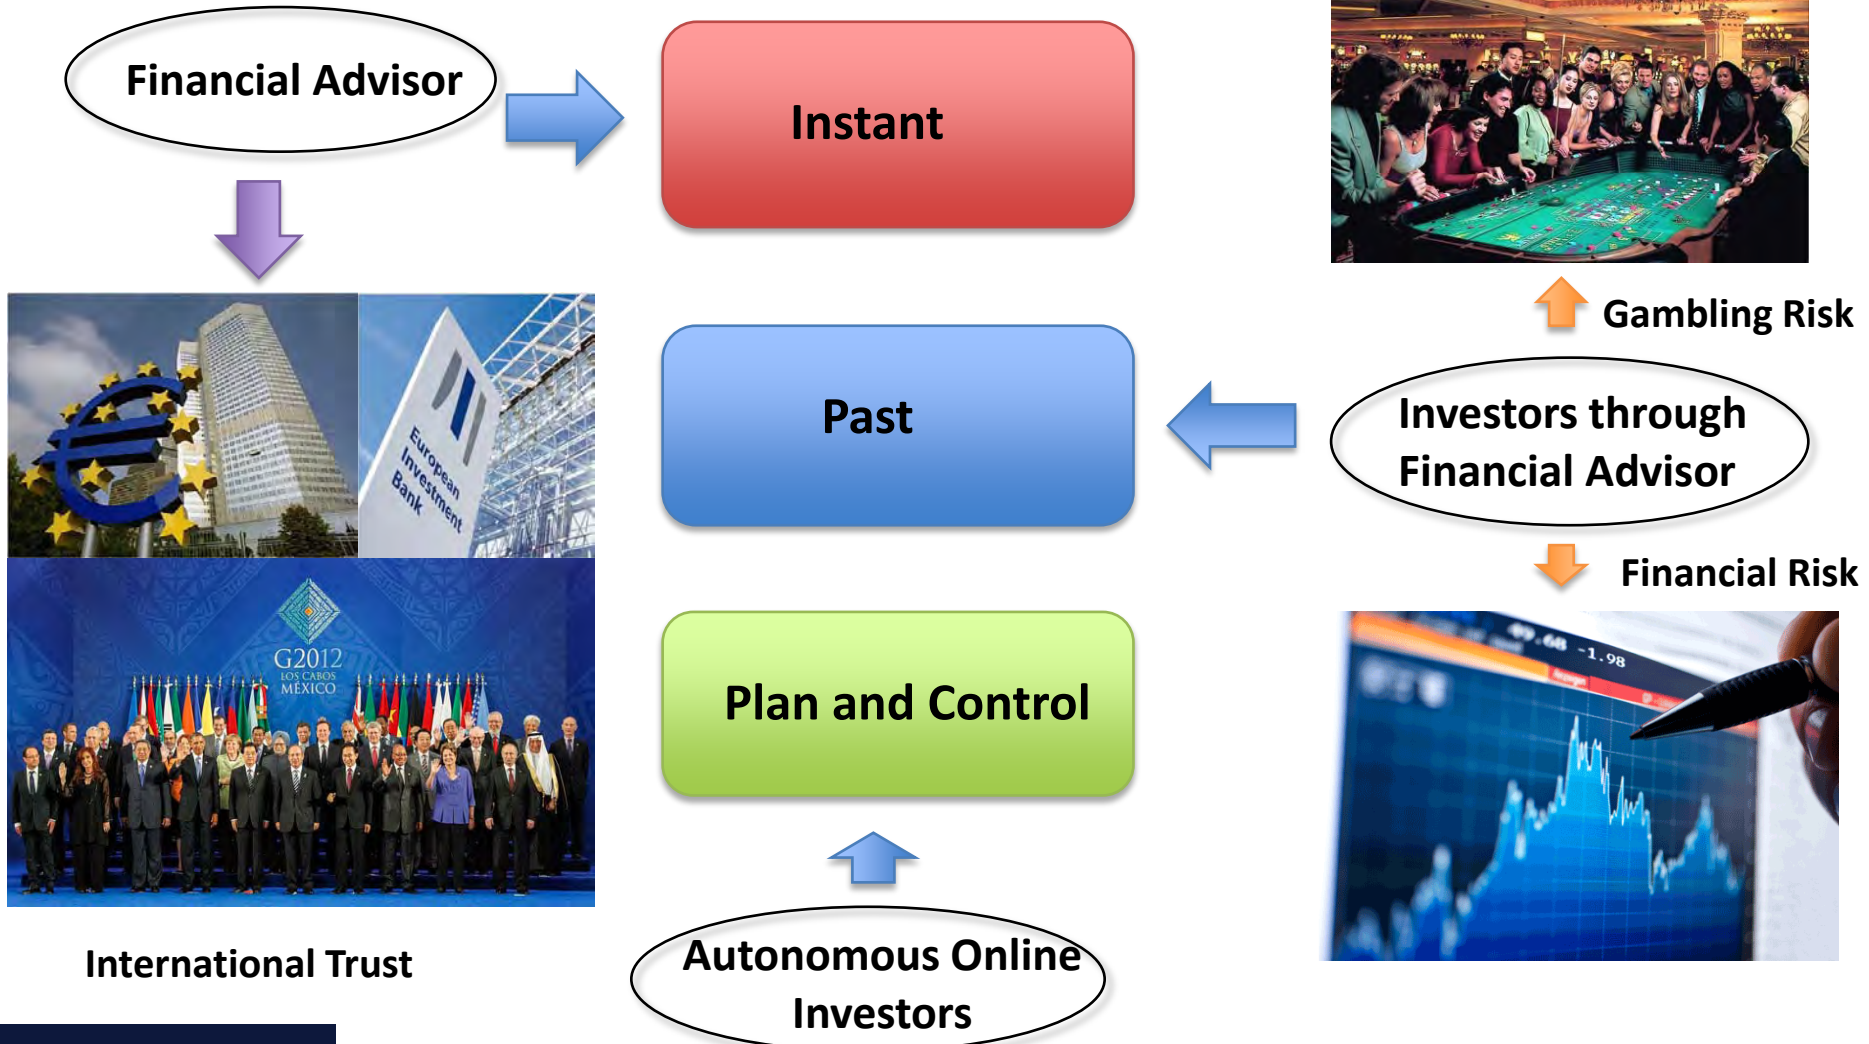 Financial Advisor
Instant
Gambling Risk
Past
Investors through
Financial Advisor
European
Investment
Bank
Financial Risk
G2012
LOS CABOS
MÉXICO
-1.98
Plan and Control
International Trust
Autonomous Online
Investors